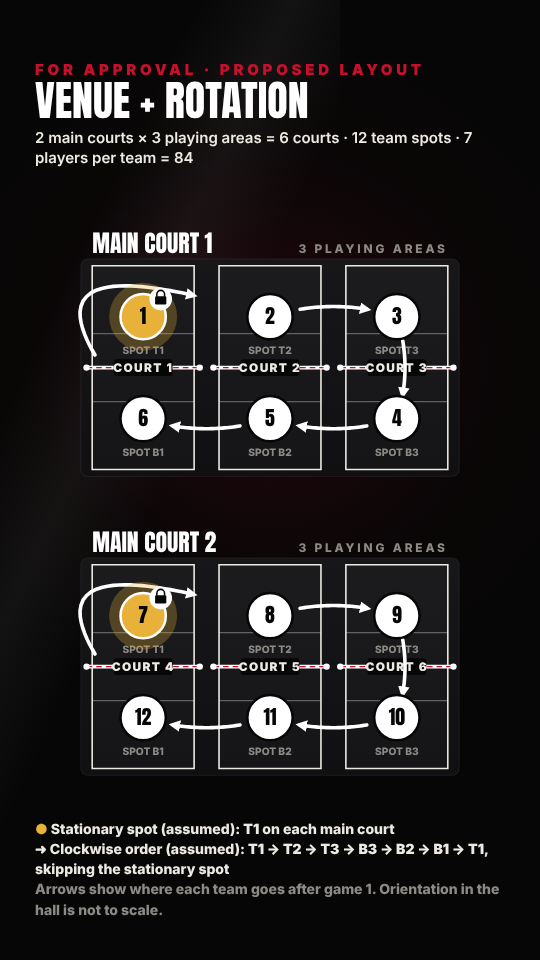 FOR APPROVAL · PROPOSED LAYOUT
VENUE + ROTATION
2 main courts × 3 playing areas = 6 courts · 12 team spots · 7
players per team = 84
MAIN COURT 1
3 PLAYING AREAS
1
2
3
SPOT T1
SPOT T2
SPOT T3
COURT 1
COURT 2
COURT 3
6
5
4
SPOT B1
SPOT B2
SPOT B3
MAIN COURT 2
3 PLAYING AREAS
7
8
9
SPOT T1
SPOT T2
SPOT T3
COURT 4
COURT 5
COURT 6
12
11
10
SPOT B1
SPOT B2
SPOT B3
Stationary spot (assumed): T1 on each main court
➜ Clockwise order (assumed): T1 → T2 → T3 → B3 → B2 → B1 → T1,
skipping the stationary spot
Arrows show where each team goes after game 1. Orientation in the
hall is not to scale.